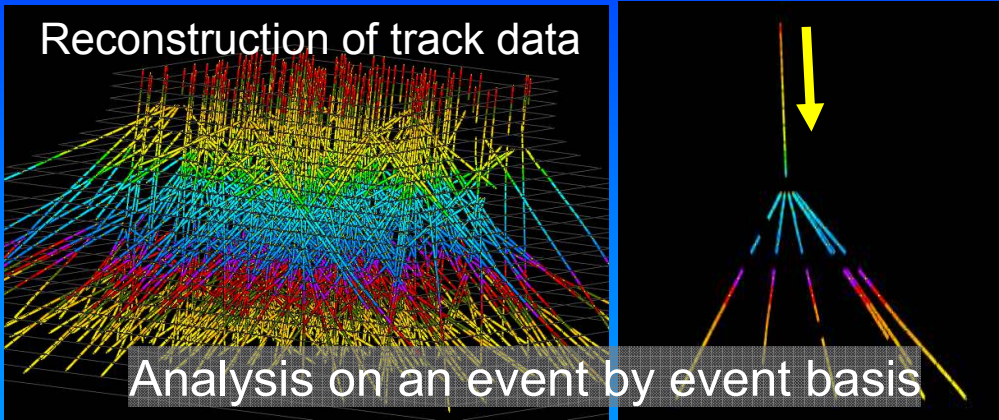 Reconstruction of track data
Analysis on an event by event basis